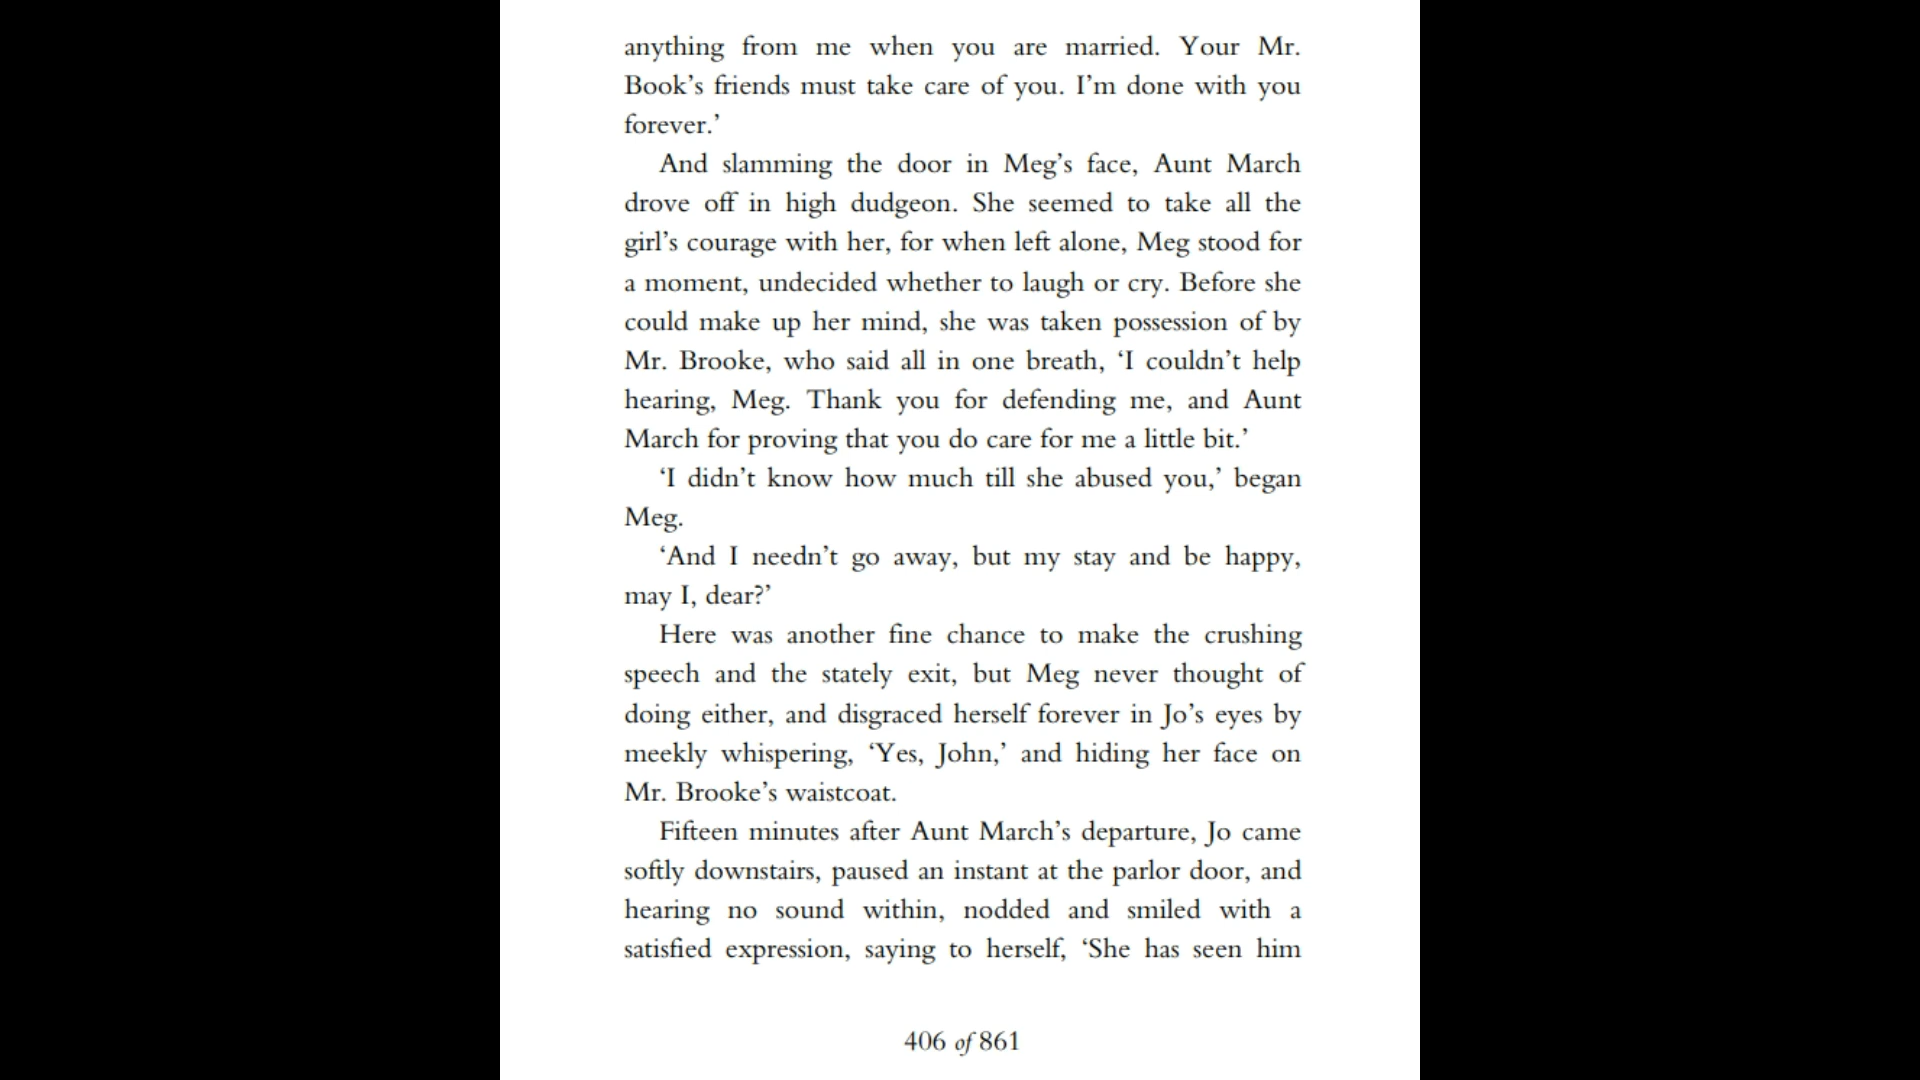 anything from me when you are married. Your Mr.
Book’s friends must take care of you. I’m done with you
forever.’
And slamming the door in Meg’s face, Aunt March
drove off in high dudgeon. She seemed to take all the
girl’s courage with her, for when left alone, Meg stood for
a moment, undecided whether to laugh or cry. Before she
could make up her mind, she was taken possession of by
Mr. Brooke, who said all in one breath, ‘I couldn’t help
hearing, Meg. Thank you for defending me, and Aunt
March for proving that you do care for me a little bit.’
‘I didn’t know how much till she abused you,’ began
Meg.
‘And I needn’t go away, but my stay and be happy,
may I, dear?’
Here was another fine chance to make the crushing
speech and the stately exit, but Meg never thought of
doing either, and disgraced herself forever in Jo’s eyes by
meekly whispering, ‘Yes, John,’ and hiding her face on
Mr. Brooke’s waistcoat.
Fifteen minutes after Aunt March’s departure, Jo came
softly downstairs, paused an instant at the parlor door, and
hearing no sound within, nodded and smiled with a
satisfied expression, saying to herself, ‘She has seen him
406 of 861